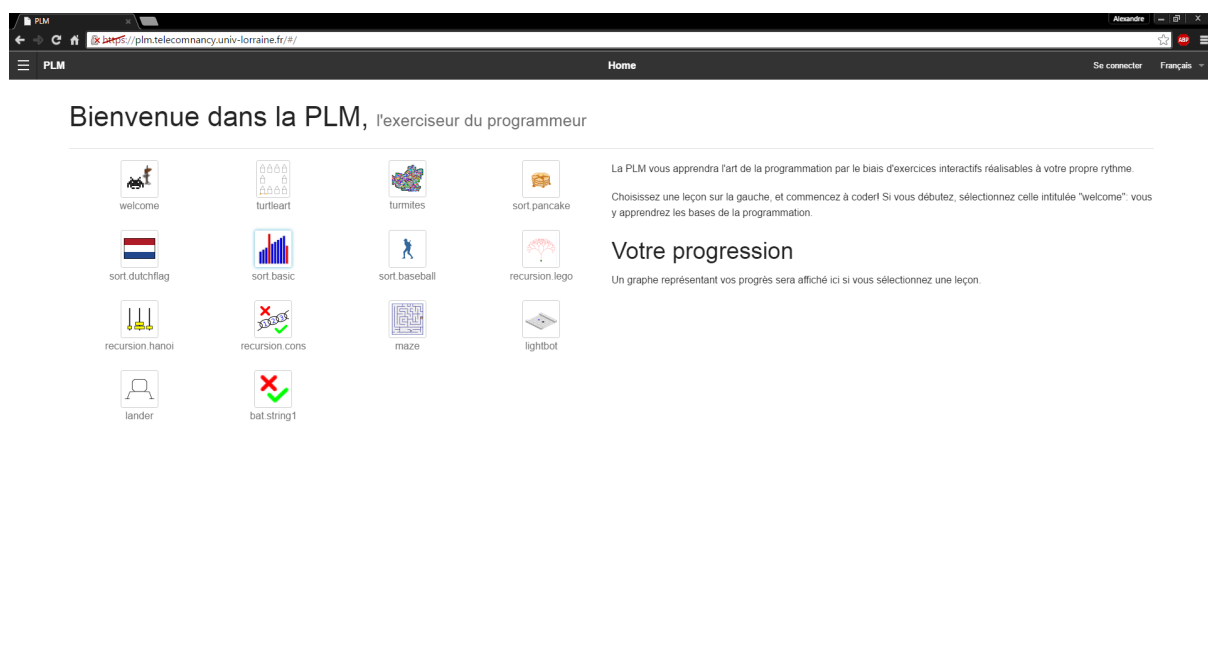 PLM
Alexandre
https://plm.telecomnancy.univ-lorraine.fr/#/
ABP
PLM
Home
Se connecter
Français
Bienvenue dans la PLM, l'exerciseur du programmeur
welcome
turtleart
turmites
sort.pancake
sort.dutchflag
sort.basic
sort.baseball
recursion.lego
recursion.hanoi
recursion.cons
maze
lightbot
lander
bat.string1
La PLM vous apprendra l'art de la programmation par le biais d'exercices interactifs réalisables à votre propre rythme.
Choisissez une leçon sur la gauche, et commencez à coder! Si vous débutez, sélectionnez celle intitulée "welcome": vous
y apprendrez les bases de la programmation.
Votre progression
Un graphe représentant vos progrès sera affiché ici si vous sélectionnez une leçon.